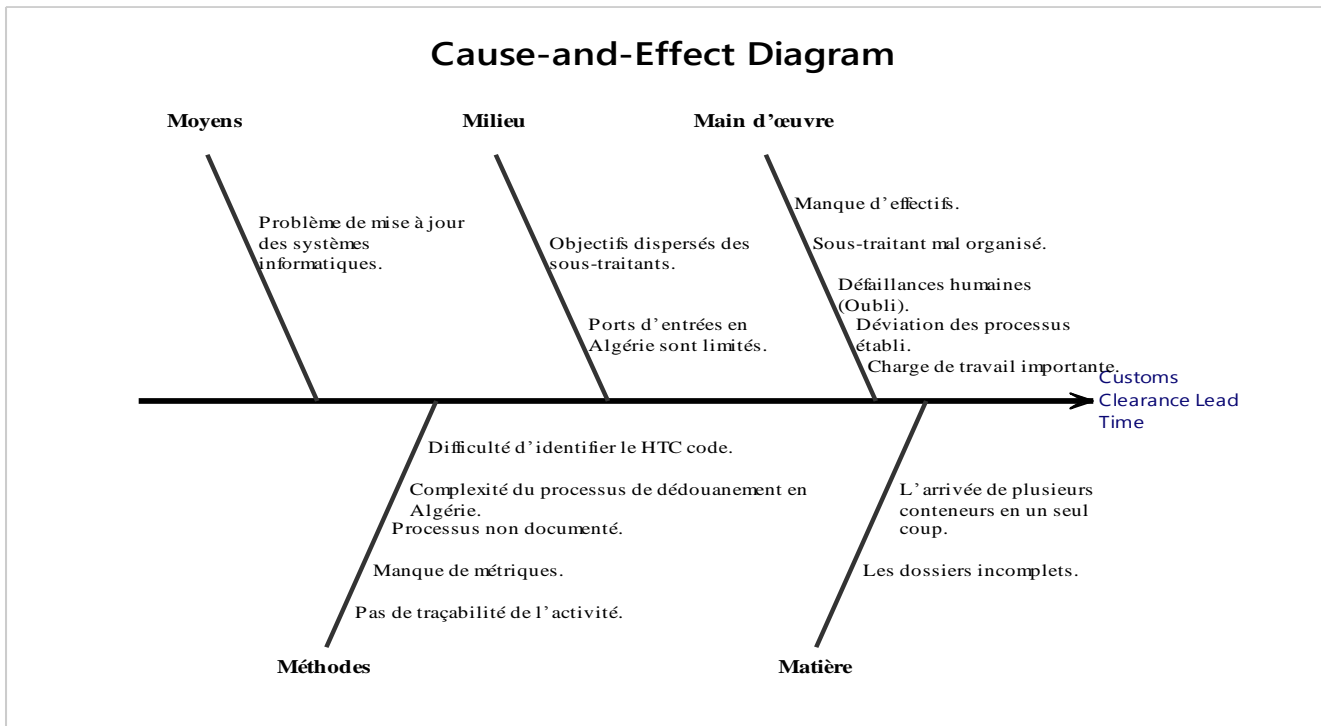 Cause-and-Effect Diagram
Moyens
Milieu
Main d’œuvre
Problème de mise à jour
des systèmes
informatiques.
Objectifs dispersés des
sous-traitants.
Ports d’entrées en
Algérie sont limités.
Manque d’effectifs.
Sous-traitant mal organisé.
Défaillances humaines
(Oubli).
Déviation des processus
établi.
Charge de travail importante.
Customs
Clearance Lead
Time
Difficulté d’identifier le HTC code.
Complexité du processus de dédouanement en
Algérie.
Processus non documenté.
Manque de métriques.
Pas de traçabilité de l’activité.
L’arrivée de plusieurs
conteneurs en un seul
coup.
Les dossiers incomplets.
Méthodes
Matière